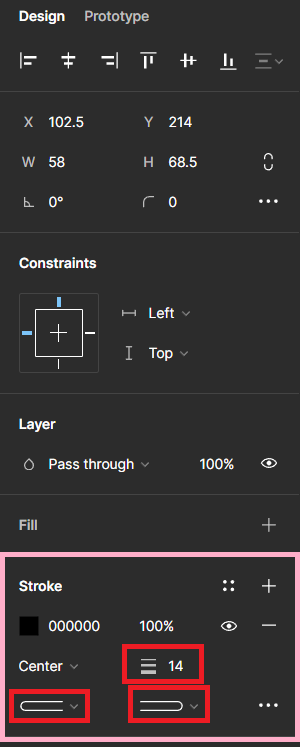 Design Prototype
X 102.5 Y 214
W 58 H 68.5
0° 0
Constraints
Left
Top
Layer
Pass through 100%
Fill
Stroke
000000 100%
Center 14